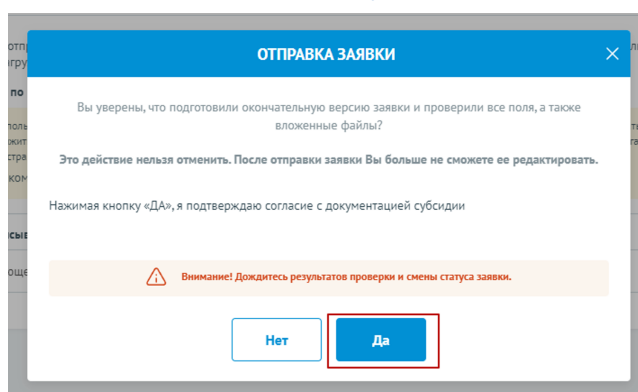 ОТПРАВКА ЗАЯВКИ
Вы уверены, что подготовили окончательную версию заявки и проверили все поля, а также
вложенные файлы?
Это действие нельзя отменить. После отправки заявки Вы больше не сможете ее редактировать.
Нажимая кнопку «ДА», я подтверждаю согласие с документацией субсидии
Внимание! Дождитесь результатов проверки и смены статуса заявки.
Нет
Да